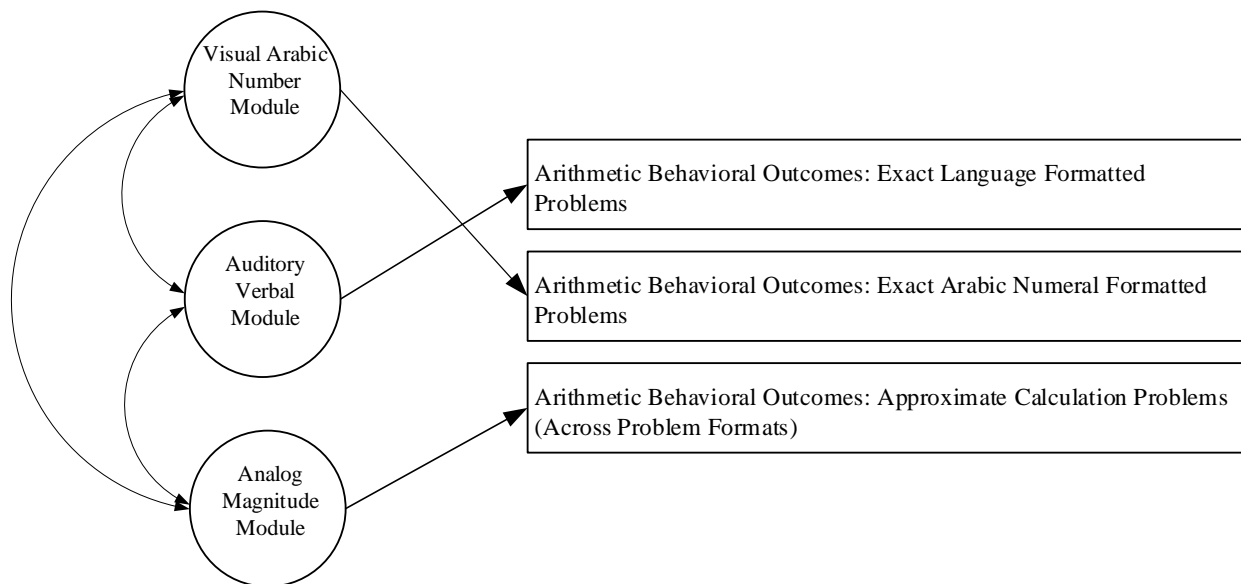 Visual Arabic
Number
Module
Auditory
Verbal
Module
Analog
Magnitude
Module
Arithmetic Behavioral Outcomes: Exact Language Formatted
Problems
Arithmetic Behavioral Outcomes: Exact Arabic Numeral Formatted
Problems
Arithmetic Behavioral Outcomes: Approximate Calculation Problems
(Across Problem Formats)